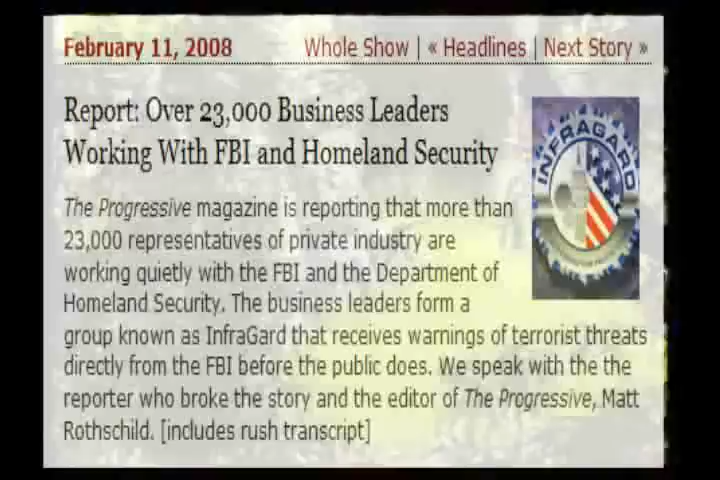 February 11, 2008 Whole Show | « Headlines | Next Story »
Report: Over 23,000 Business Leaders
Working With FBI and Homeland Security
INFRAGARD
The Progressive magazine is reporting that more than
23,000 representatives of private industry are
working quietly with the FBI and the Department of
Homeland Security. The business leaders form a
group known as InfraGard that receives warnings of terrorist threats
directly from the FBI before the public does. We speak with the the
reporter who broke the story and the editor of The Progressive, Matt
Rothschild. [includes rush transcript]